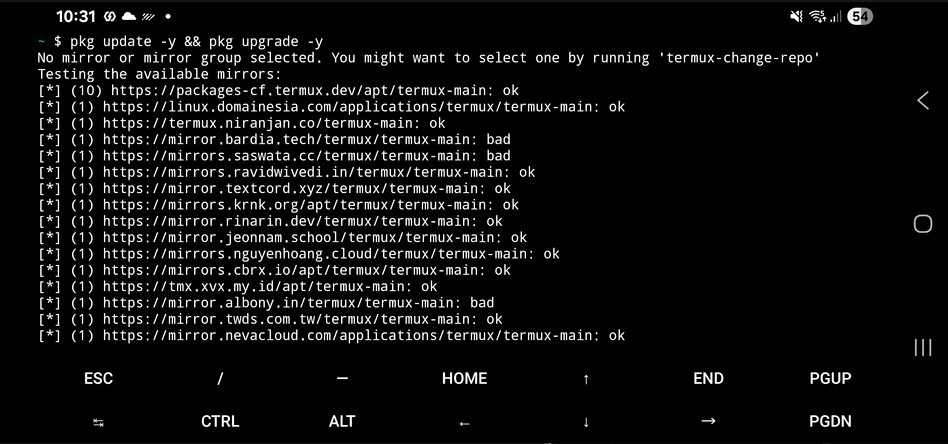 10:31
54
~ $ pkg update -y && pkg upgrade -y
No mirror or mirror group selected. You might want to select one by running 'termux-change-repo'
Testing the available mirrors:
[*] (10) https://packages-cf.termux.dev/apt/termux-main: ok
[*] (1) https://linux.domainesia.com/applications/termux/termux-main: ok
[*] (1) https://termux.niranjan.co/termux-main: ok
[*] (1) https://mirror.bardia.tech/termux/termux-main: bad
[*] (1) https://mirrors.saswata.cc/termux/termux-main: bad
[*] (1) https://mirrors.ravidwivedi.in/termux/termux-main: ok
[*] (1) https://mirror.textcord.xyz/termux/termux-main: ok
[*] (1) https://mirrors.krnk.org/apt/termux/termux-main: ok
[*] (1) https://mirror.rinarin.dev/termux/termux-main: ok
[*] (1) https://mirror.jeonnam.school/termux/termux-main: ok
[*] (1) https://mirrors.nguyenhoang.cloud/termux/termux-main: ok
[*] (1) https://mirrors.cbrx.io/apt/termux/termux-main: ok
[*] (1) https://tmx.xvx.my.id/apt/termux-main: ok
[*] (1) https://mirror.albony.in/termux/termux-main: bad
[*] (1) https://mirror.twds.com.tw/termux/termux-main: ok
[*] (1) https://mirror.nevacloud.com/applications/termux/termux-main: ok
ESC / — HOME ↑ END PGUP
↹ CTRL ALT ← ↓ → PGDN